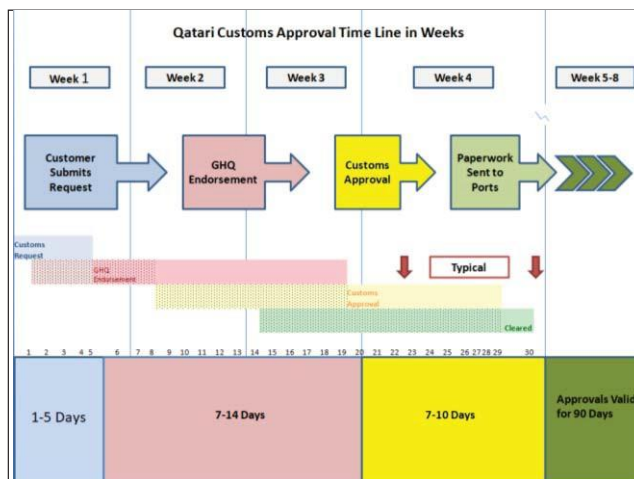 Qatari Customs Approval Time Line in Weeks
Week 1
Week 2
Week 3
Week 4
Week 5-8
Customer
Submits
Request
GHQ
Endorsement
Customs
Approval
Paperwork
Sent to
Ports
Customs
Request
GHQ
Endorsement
Typical
Customs
Approval
Cleared
1 2 3 4 5 6 7 8 9 10 11 12 13 14 15 16 17 18 19 20 21 22 23 24 25 26 27 28 29 30
1-5 Days
7-14 Days
7-10 Days
Approvals Valid
for 90 Days